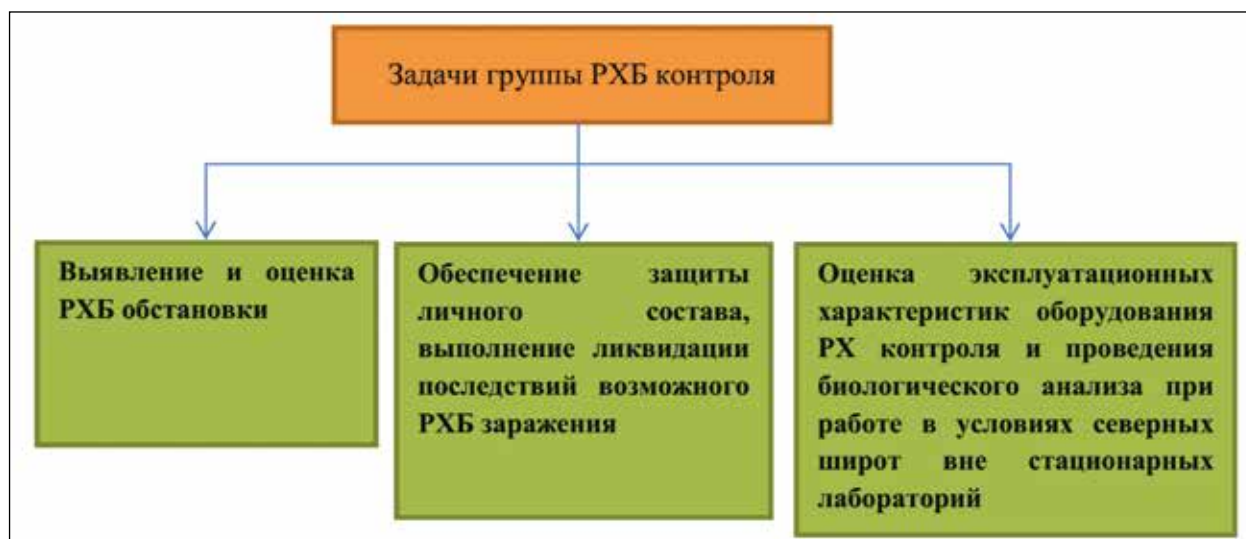 Задачи группы РХБ контроля
Выявление и оценка
РХБ обстановки
Обеспечение защиты
личного состава,
выполнение ликвидации
последствий возможного
РХБ заражения
Оценка эксплуатационных
характеристик оборудования
РХ контроля и проведения
биологического анализа при
работе в условиях северных
широт вне стационарных
лабораторий